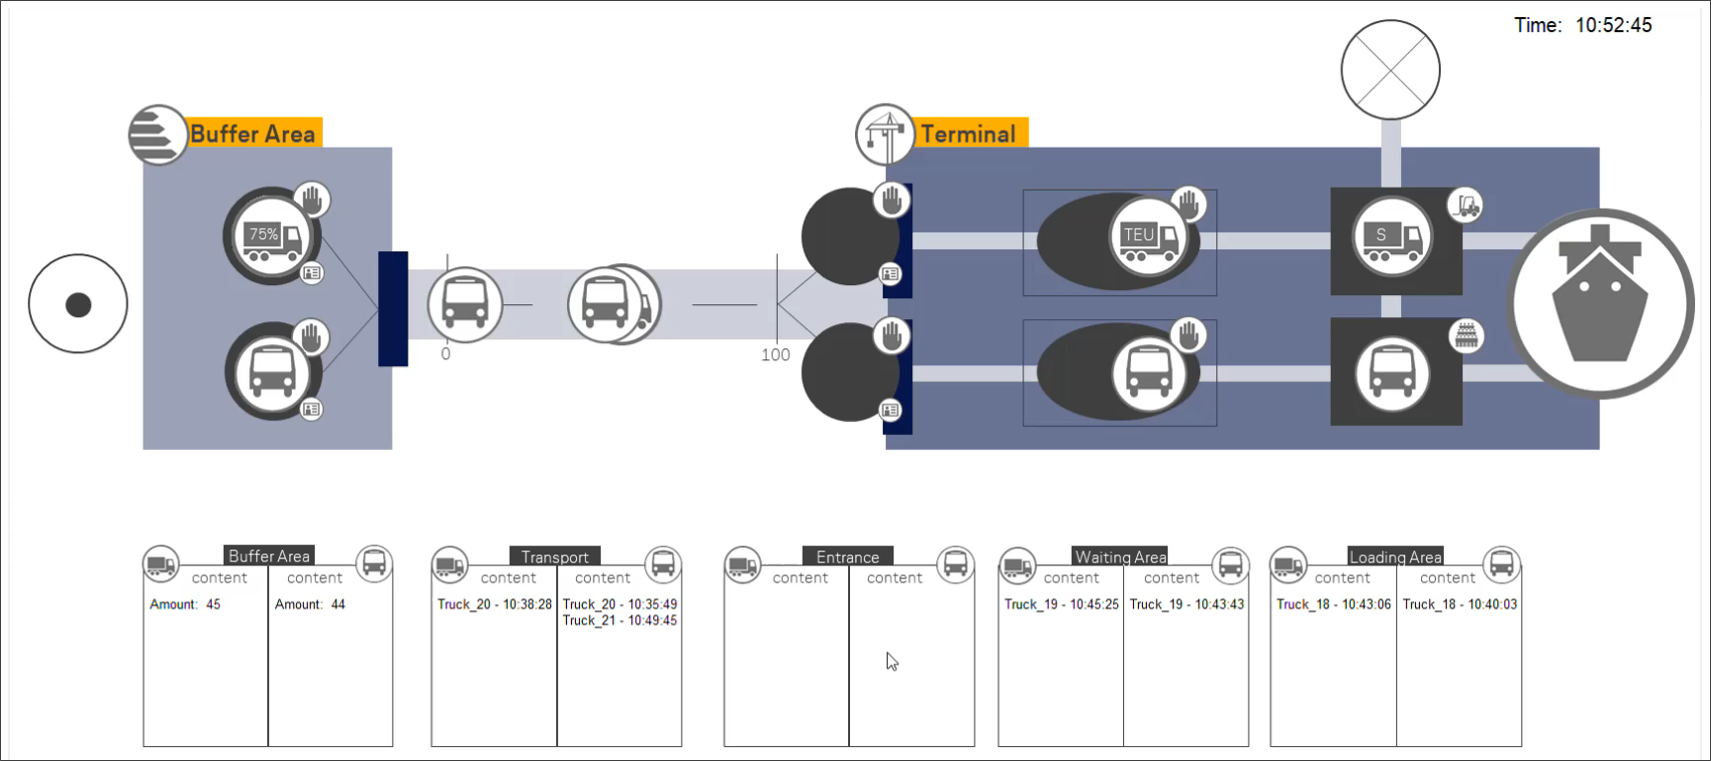 Time: 10:52:45
Buffer Area
Terminal
75%
TEU
S
0
100
Buffer Area
content content
Amount: 45 Amount: 44
Transport
content content
Truck_20 - 10:38:28 Truck_20 - 10:35:49
Truck_21 - 10:49:45
Entrance
content content
Waiting Area
content content
Truck_19 - 10:45:25 Truck_19 - 10:43:43
Loading Area
content content
Truck_18 - 10:43:06 Truck_18 - 10:40:03